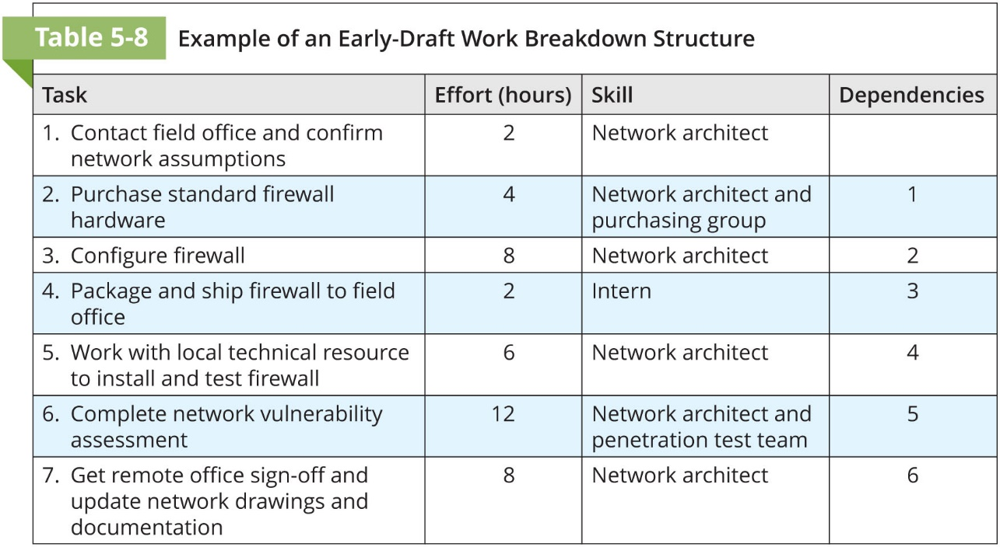 Table 5-8 Example of an Early-Draft Work Breakdown Structure
Task Effort (hours) Skill Dependencies
1. Contact field office and confirm 2 Network architect
network assumptions
2. Purchase standard firewall 4 Network architect and 1
hardware purchasing group
3. Configure firewall 8 Network architect 2
4. Package and ship firewall to field 2 Intern 3
office
5. Work with local technical resource 6 Network architect 4
to install and test firewall
6. Complete network vulnerability 12 Network architect and 5
assessment penetration test team
7. Get remote office sign-off and 8 Network architect 6
update network drawings and
documentation